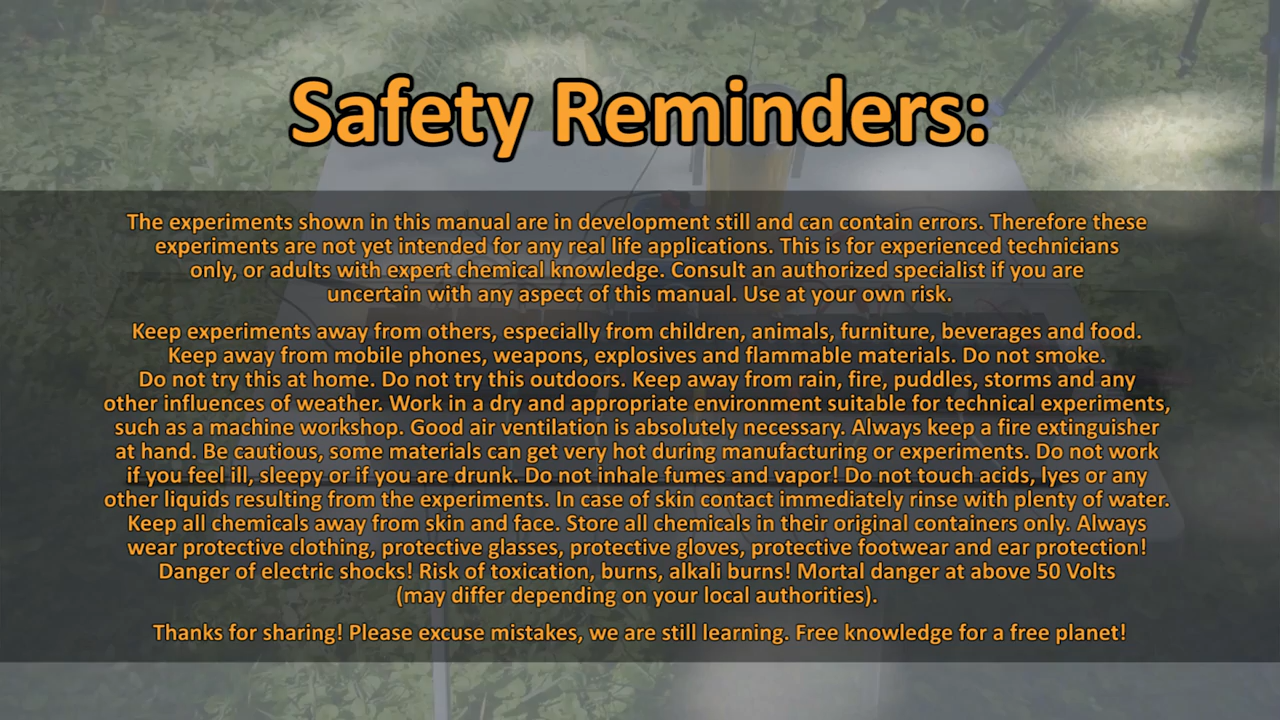 Safety Reminders:
The experiments shown in this manual are in development still and can contain errors. Therefore these
experiments are not yet intended for any real life applications. This is for experienced technicians
only, or adults with expert chemical knowledge. Consult an authorized specialist if you are
uncertain with any aspect of this manual. Use at your own risk.
Keep experiments away from others, especially from children, animals, furniture, beverages and food.
Keep away from mobile phones, weapons, explosives and flammable materials. Do not smoke.
Do not try this at home. Do not try this outdoors. Keep away from rain, fire, puddles, storms and any
other influences of weather. Work in a dry and appropriate environment suitable for technical experiments,
such as a machine workshop. Good air ventilation is absolutely necessary. Always keep a fire extinguisher
at hand. Be cautious, some materials can get very hot during manufacturing or experiments. Do not work
if you feel ill, sleepy or if you are drunk. Do not inhale fumes and vapor! Do not touch acids, lyes or any
other liquids resulting from the experiments. In case of skin contact immediately rinse with plenty of water.
Keep all chemicals away from skin and face. Store all chemicals in their original containers only. Always
wear protective clothing, protective glasses, protective gloves, protective footwear and ear protection!
Danger of electric shocks! Risk of toxication, burns, alkali burns! Mortal danger at above 50 Volts
(may differ depending on your local authorities).
Thanks for sharing! Please excuse mistakes, we are still learning. Free knowledge for a free planet!